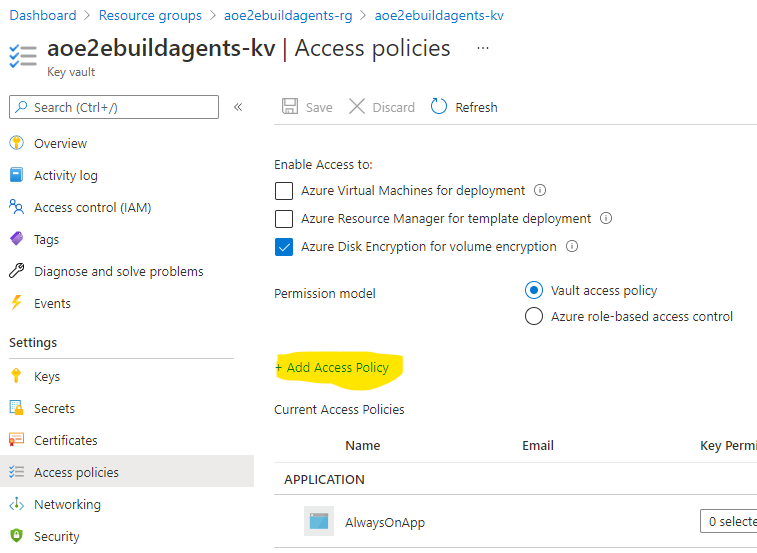 Dashboard > Resource groups > aoe2ebuildagents-rg > aoe2ebuildagents-kv
aoe2ebuildagents-kv | Access policies ...
Key vault
Search (Ctrl+/)
«
Save Discard Refresh
Overview
Activity log
Access control (IAM)
Tags
Diagnose and solve problems
Events
Settings
Keys
Secrets
Certificates
Access policies
Networking
Security
Enable Access to:
Azure Virtual Machines for deployment
Azure Resource Manager for template deployment
Azure Disk Encryption for volume encryption
Permission model
Vault access policy
Azure role-based access control
+ Add Access Policy
Current Access Policies
Name Email Key Permi
APPLICATION
AlwaysOnApp 0 selecte